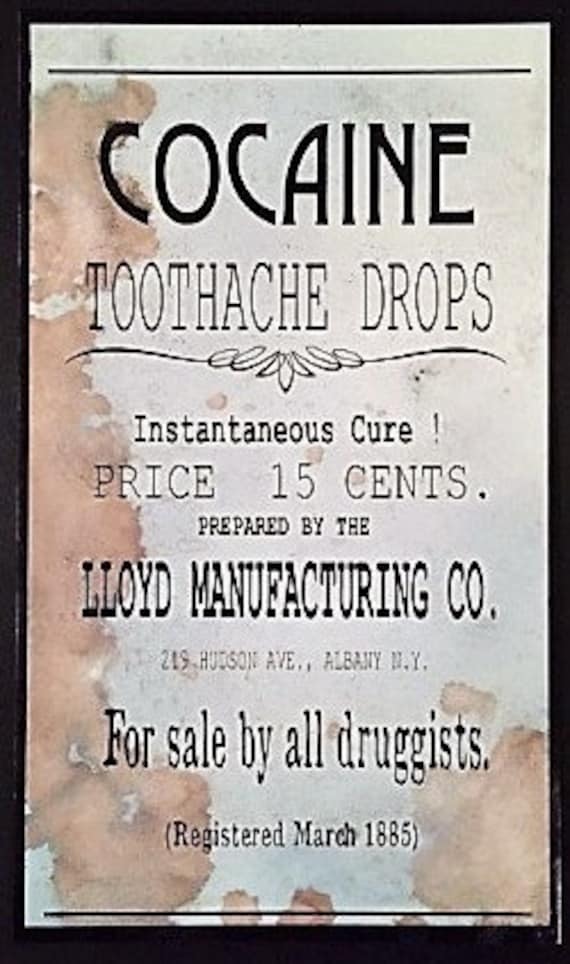 COCAINE
TOOTHACHE DROPS
Instantaneous Cure !
PRICE 15 CENTS.
PREPARED BY THE
LLOYD MANUFACTURING CO.
219 HUDSON AVE., ALBANY N.Y.
For sale by all druggists.
(Registered March 1885)